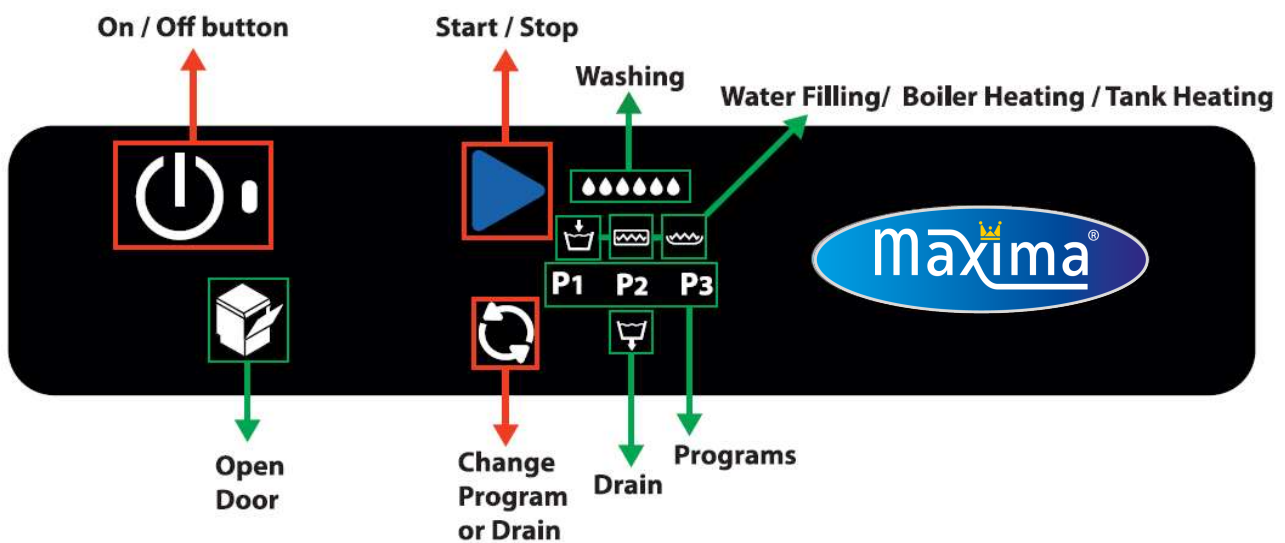 On / Off button
Start / Stop
Washing
Water Filling/ Boiler Heating / Tank Heating
maxima®
P1 P2 P3
Open
Door
Change
Program
or Drain
Drain
Programs